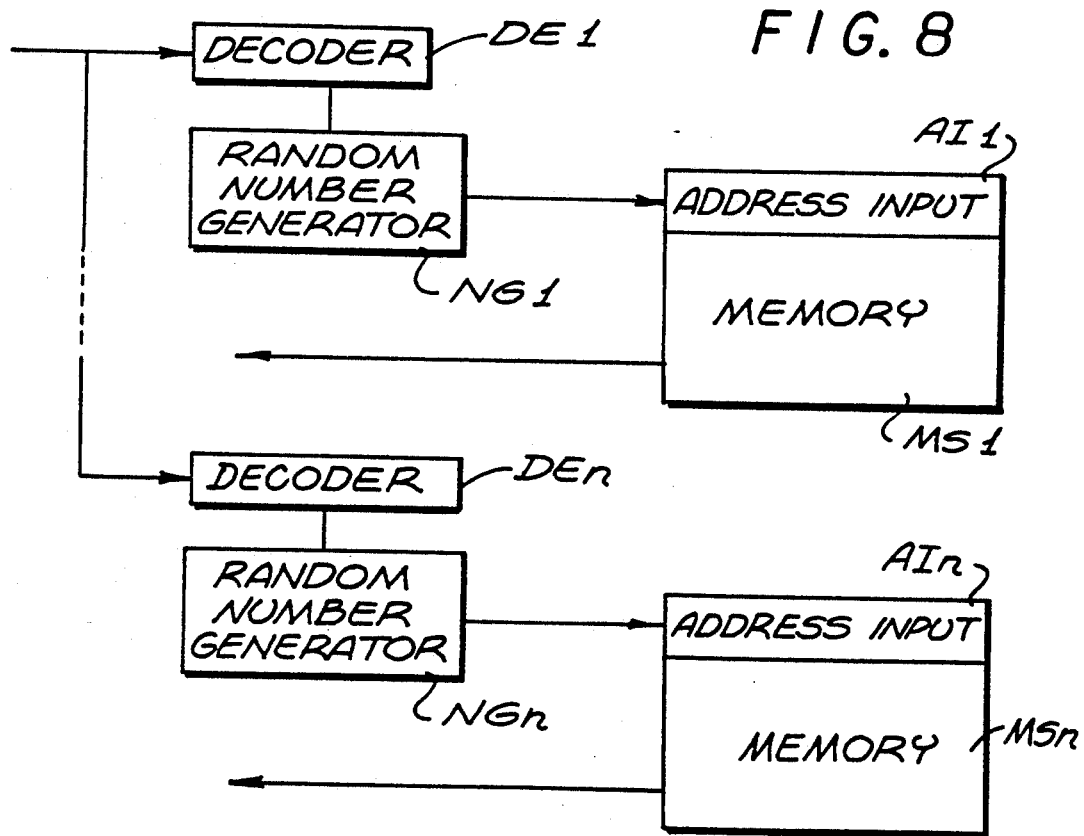 FIG. 8
DECODER
DE1
RANDOM
NUMBER
GENERATOR
NG1
AI1
ADDRESS INPUT
MEMORY
MS1
DECODER
DEn
RANDOM
NUMBER
GENERATOR
NGn
AIn
ADDRESS INPUT
MEMORY
MSn